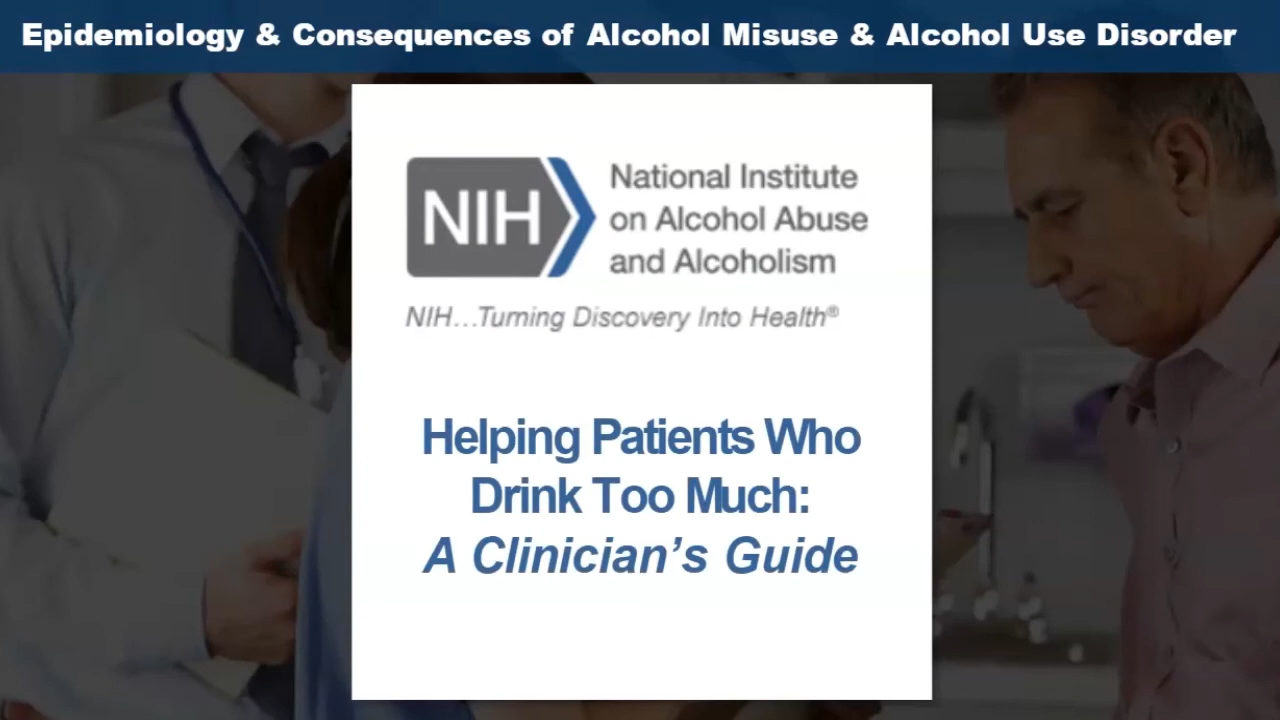 Epidemiology & Consequences of Alcohol Misuse & Alcohol Use Disorder
NIH
National Institute
on Alcohol Abuse
and Alcoholism
NIH...Turning Discovery Into Health®
Helping Patients Who
Drink Too Much:
A Clinician’s Guide